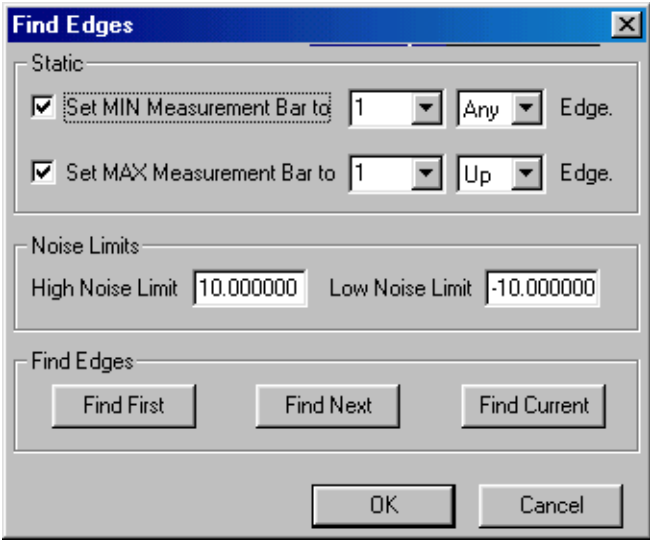 Find Edges
Static
Set MIN Measurement Bar to 1 Any Edge.
Set MAX Measurement Bar to 1 Up Edge.
Noise Limits
High Noise Limit 10.000000 Low Noise Limit -10.000000
Find Edges
Find First Find Next Find Current
OK Cancel